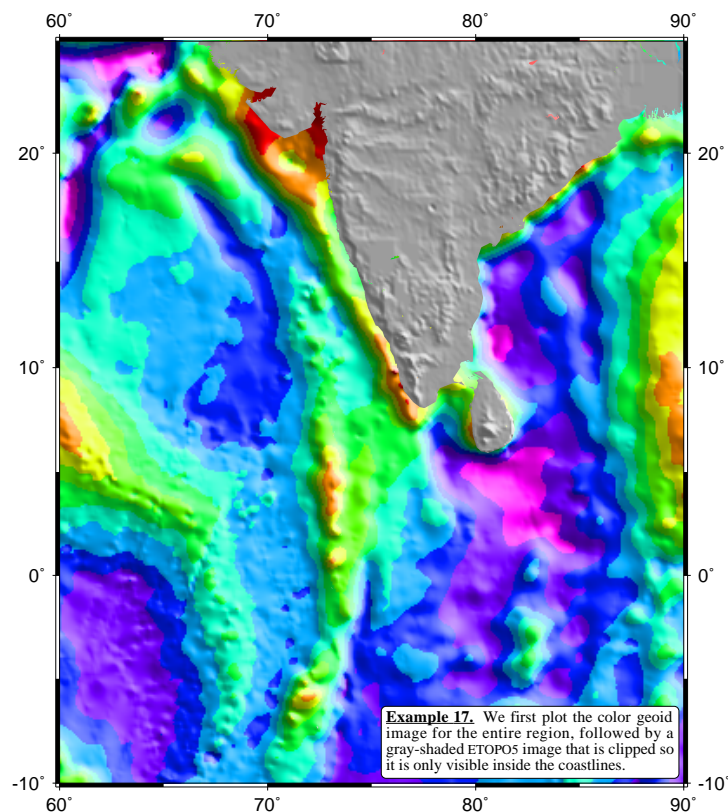 60˚ 70˚ 80˚ 90˚
20˚ 20˚
10˚ 10˚
0˚ 0˚
-10˚ -10˚
60˚ 70˚ 80˚ 90˚
Example 17. We first plot the color geoid
image for the entire region, followed by a
gray-shaded ETOPO5 image that is clipped so
it is only visible inside the coastlines.